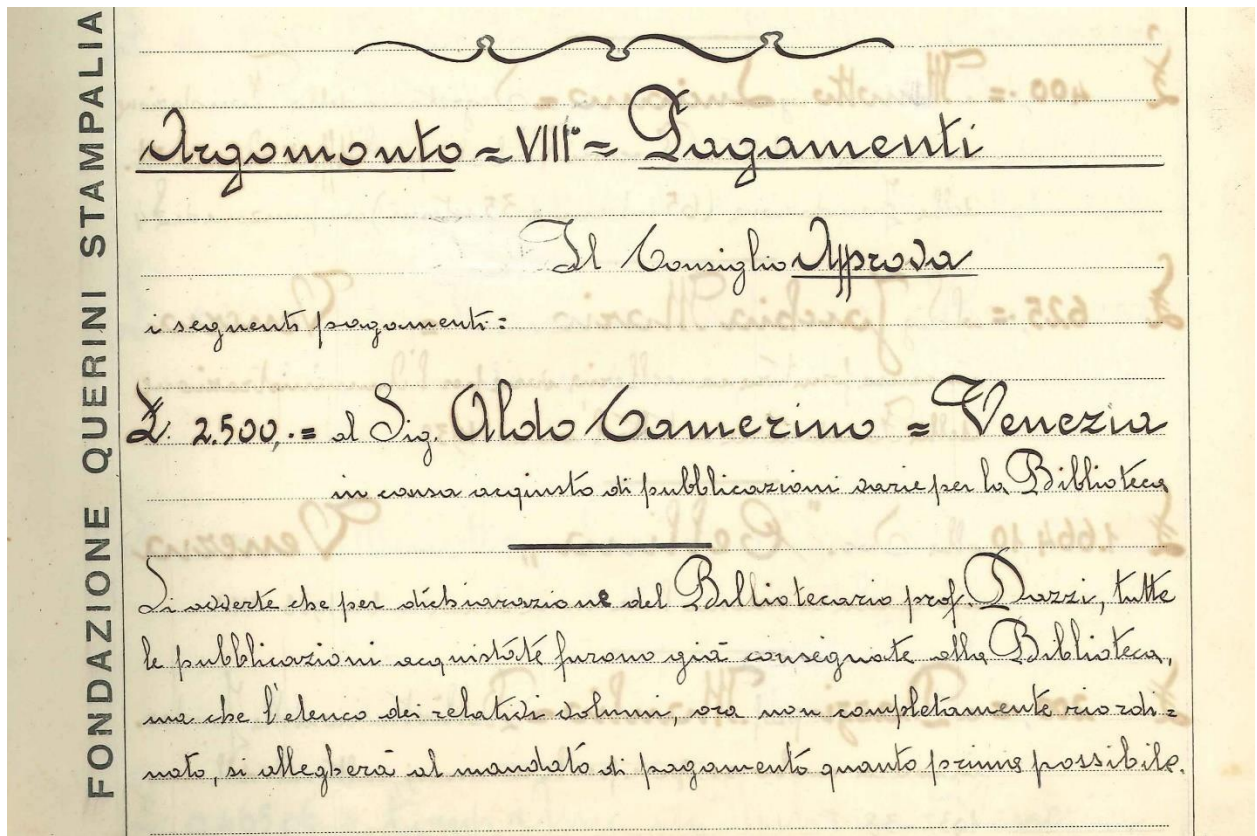 FONDAZIONE QUERINI STAMPALIA
Argomento = VIII° = Pagamenti
Il Consiglio Approva
i seguenti pagamenti:
£. 2.500,.= al Sig. Aldo Camerino = Venezia
in causa acquisto di pubblicazioni varie per la Biblioteca
Si avverte che per dichiarazione del Bibliotecario prof. Dazzi, tutte
le pubblicazioni acquistate furono già consegnate alla Biblioteca,
ma che l'elenco dei relativi volumi, ora non completamente riordi=
nato, si allegherà al mandato di pagamento quanto prima possibile.